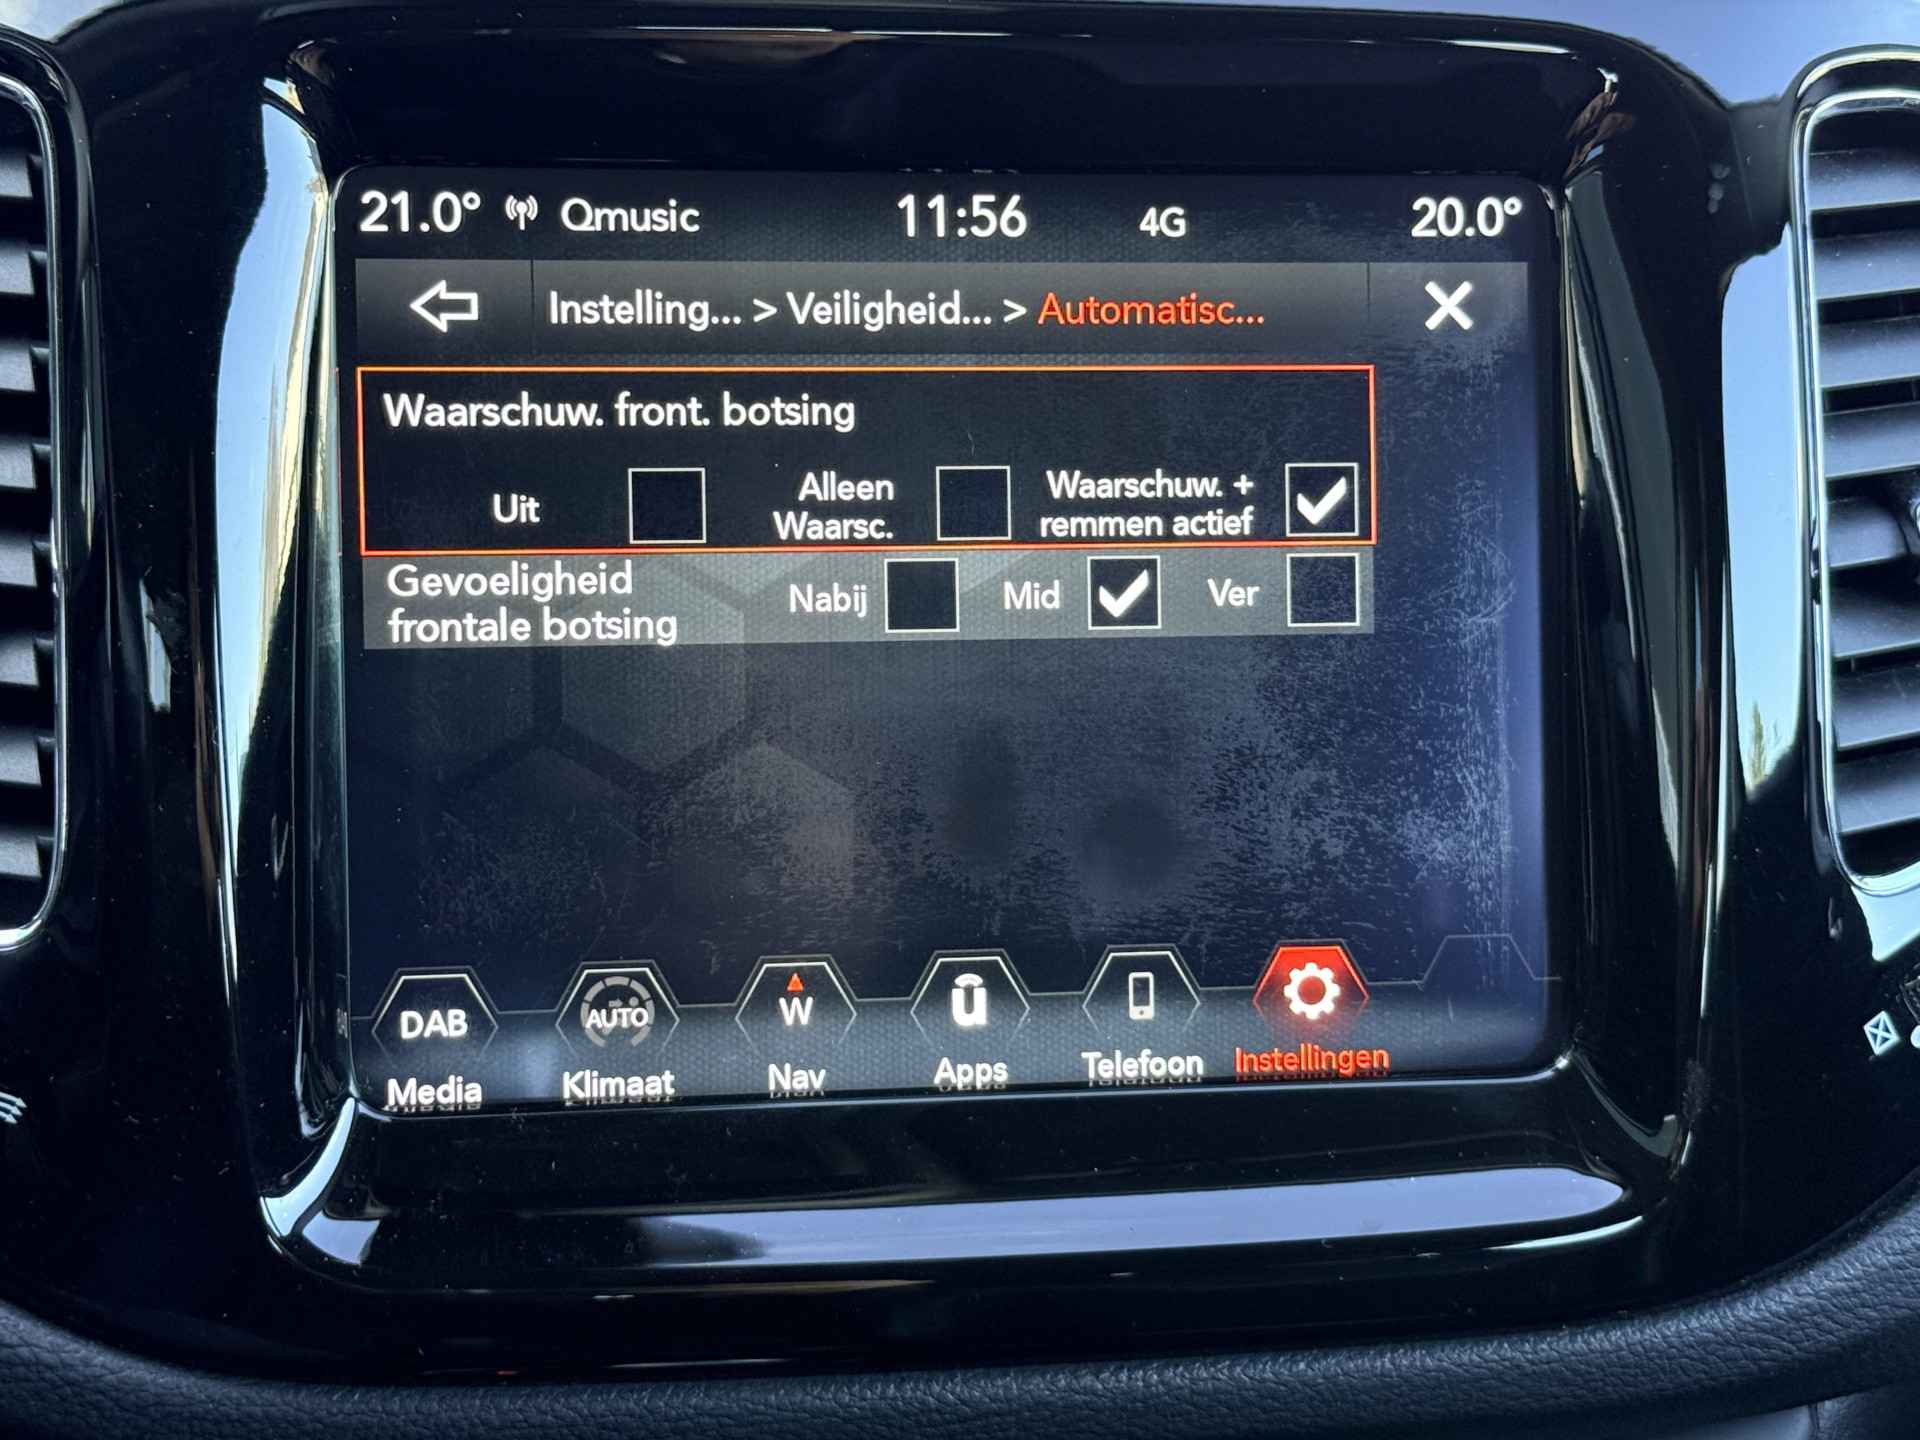 21.0° Qmusic 11:56 4G 20.0°
Instelling... > Veiligheid... > Automatisc...
Waarschuw. front. botsing
Uit
Alleen
Waarsc.
Waarschuw. +
remmen actief
Gevoeligheid
frontale botsing
Nabij Mid Ver
DAB AUTO W
Media Klimaat Nav Apps Telefoon Instellingen